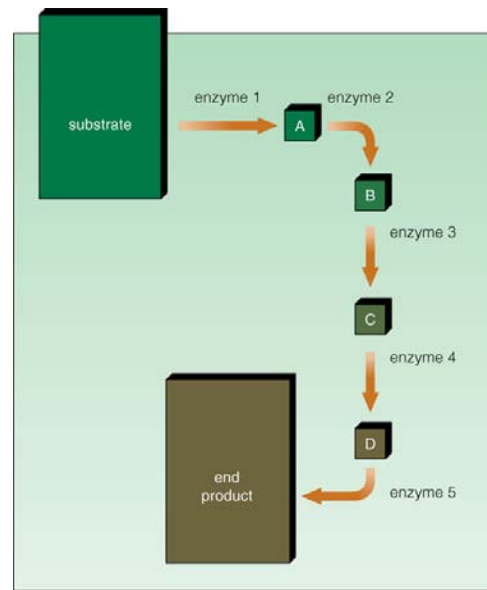 substrate
enzyme 1
A
enzyme 2
B
enzyme 3
C
enzyme 4
D
enzyme 5
end
product